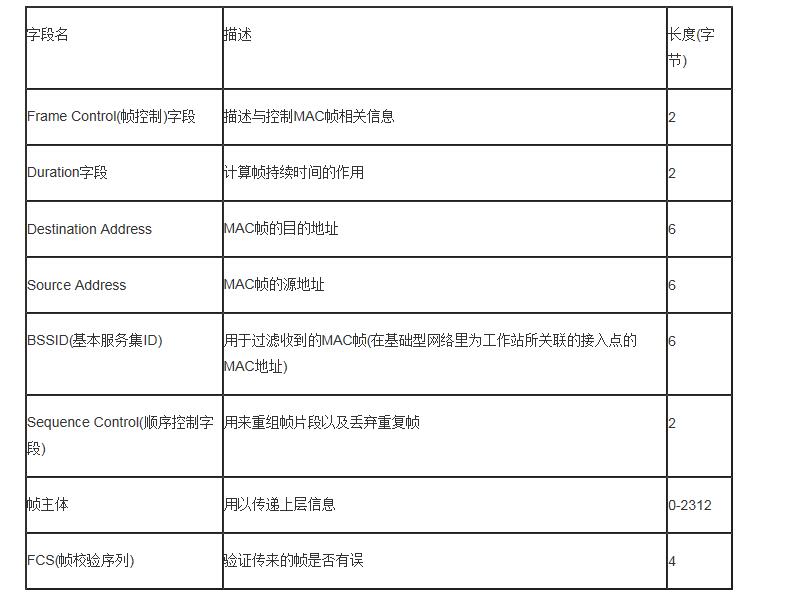 字段名 描述 长度(字
节)
Frame Control(帧控制)字段 描述与控制MAC帧相关信息 2
Duration字段 计算帧持续时间的作用 2
Destination Address MAC帧的目的地址 6
Source Address MAC帧的源地址 6
BSSID(基本服务集ID) 用于过滤收到的MAC帧(在基础型网络里为工作站所关联的接入点的 6
MAC地址)
Sequence Control(顺序控制字 用来重组帧片段以及丢弃重复帧 2
段)
帧主体 用以传递上层信息 0-2312
FCS(帧校验序列) 验证传来的帧是否有误 4